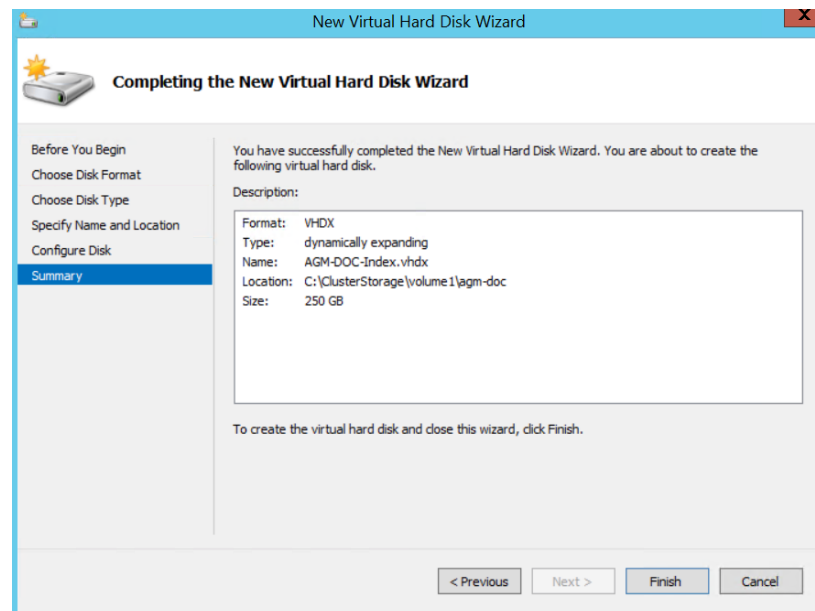 New Virtual Hard Disk Wizard
X
Completing the New Virtual Hard Disk Wizard
Before You Begin
Choose Disk Format
Choose Disk Type
Specify Name and Location
Configure Disk
Summary
You have successfully completed the New Virtual Hard Disk Wizard. You are about to create the
following virtual hard disk.
Description:
Format: VHDX
Type: dynamically expanding
Name: AGM-DOC-Index.vhdx
Location: C:\ClusterStorage\volume1\agm-doc
Size: 250 GB
To create the virtual hard disk and close this wizard, click Finish.
< Previous Next > Finish Cancel